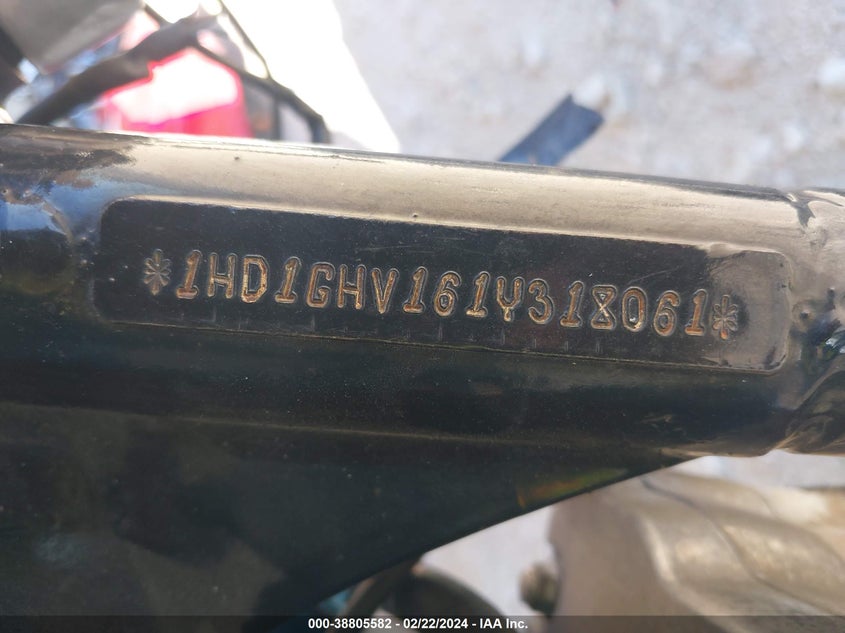 *1HD1GHV161Y318061*
000-38805582 - 02/22/2024 - IAA Inc.